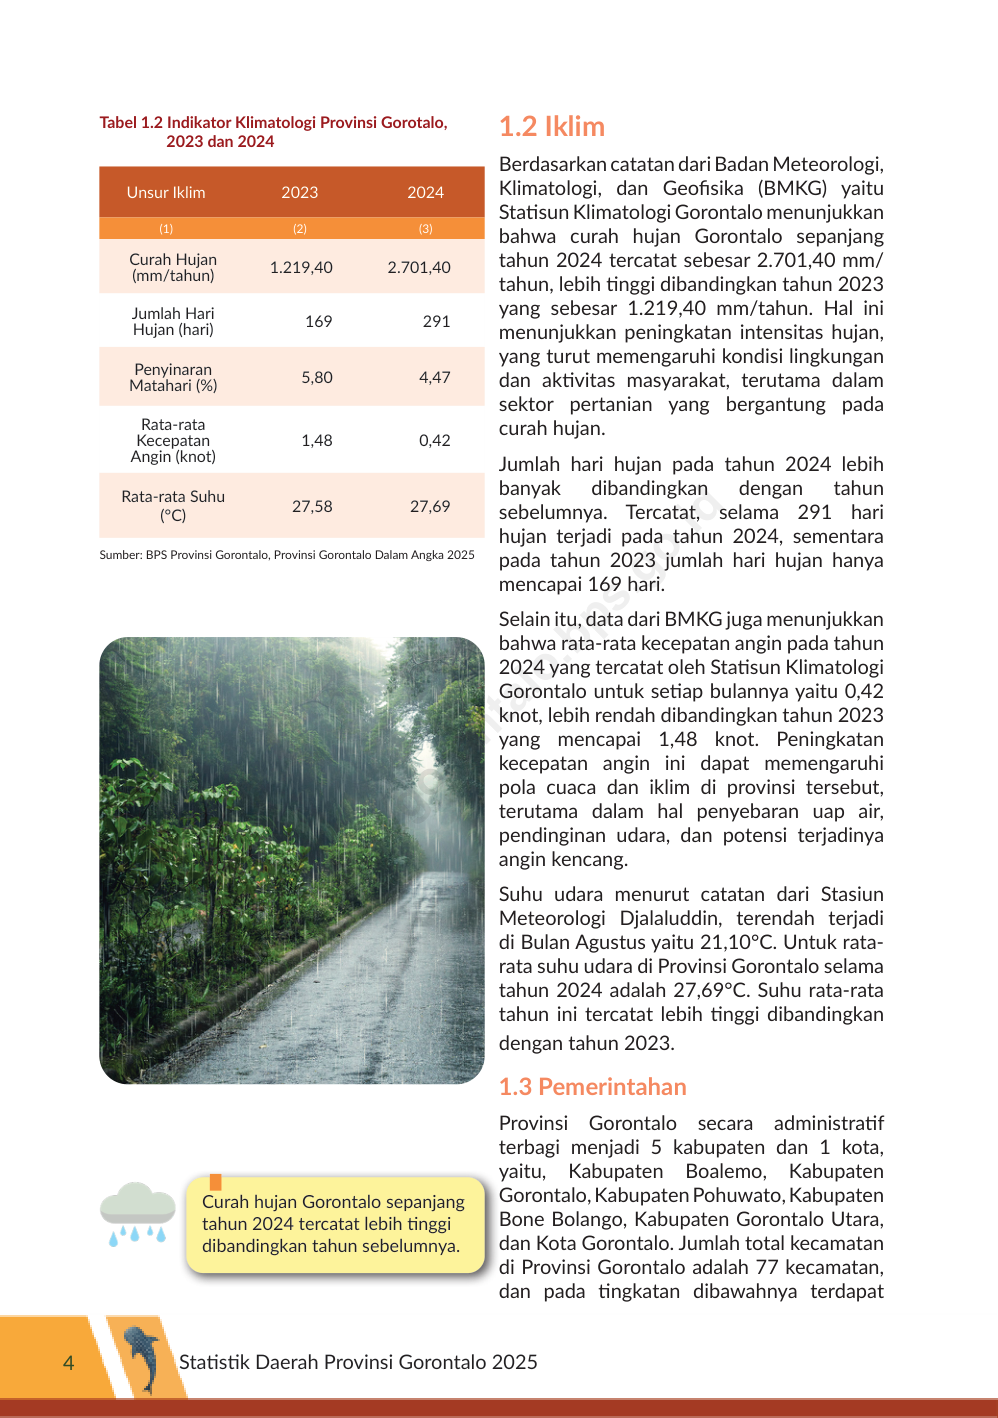 Tabel 1.2 Indikator Klimatologi Provinsi Gorotalo,
2023 dan 2024
Unsur Iklim 2023 2024
(1) (2) (3)
Curah Hujan
(mm/tahun) 1.219,40 2.701,40
Jumlah Hari
Hujan (hari) 169 291
Penyinaran
Matahari (%) 5,80 4,47
Rata-rata
Kecepatan
Angin (knot) 1,48 0,42
Rata-rata Suhu
(°C) 27,58 27,69
Sumber: BPS Provinsi Gorontalo, Provinsi Gorontalo Dalam Angka 2025
Curah hujan Gorontalo sepanjang
tahun 2024 tercatat lebih tinggi
dibandingkan tahun sebelumnya.
1.2 Iklim
Berdasarkan catatan dari Badan Meteorologi,
Klimatologi, dan Geofisika (BMKG) yaitu
Statisun Klimatologi Gorontalo menunjukkan
bahwa curah hujan Gorontalo sepanjang
tahun 2024 tercatat sebesar 2.701,40 mm/
tahun, lebih tinggi dibandingkan tahun 2023
yang sebesar 1.219,40 mm/tahun. Hal ini
menunjukkan peningkatan intensitas hujan,
yang turut memengaruhi kondisi lingkungan
dan aktivitas masyarakat, terutama dalam
sektor pertanian yang bergantung pada
curah hujan.
Jumlah hari hujan pada tahun 2024 lebih
banyak dibandingkan dengan tahun
sebelumnya. Tercatat, selama 291 hari
hujan terjadi pada tahun 2024, sementara
pada tahun 2023 jumlah hari hujan hanya
mencapai 169 hari.
Selain itu, data dari BMKG juga menunjukkan
bahwa rata-rata kecepatan angin pada tahun
2024 yang tercatat oleh Statisun Klimatologi
Gorontalo untuk setiap bulannya yaitu 0,42
knot, lebih rendah dibandingkan tahun 2023
yang mencapai 1,48 knot. Peningkatan
kecepatan angin ini dapat memengaruhi
pola cuaca dan iklim di provinsi tersebut,
terutama dalam hal penyebaran uap air,
pendinginan udara, dan potensi terjadinya
angin kencang.
Suhu udara menurut catatan dari Stasiun
Meteorologi Djalaluddin, terendah terjadi
di Bulan Agustus yaitu 21,10°C. Untuk rata-
rata suhu udara di Provinsi Gorontalo selama
tahun 2024 adalah 27,69°C. Suhu rata-rata
tahun ini tercatat lebih tinggi dibandingkan
dengan tahun 2023.
1.3 Pemerintahan
Provinsi Gorontalo secara administratif
terbagi menjadi 5 kabupaten dan 1 kota,
yaitu, Kabupaten Boalemo, Kabupaten
Gorontalo, Kabupaten Pohuwato, Kabupaten
Bone Bolango, Kabupaten Gorontalo Utara,
dan Kota Gorontalo. Jumlah total kecamatan
di Provinsi Gorontalo adalah 77 kecamatan,
dan pada tingkatan dibawahnya terdapat
4 Statistik Daerah Provinsi Gorontalo 2025